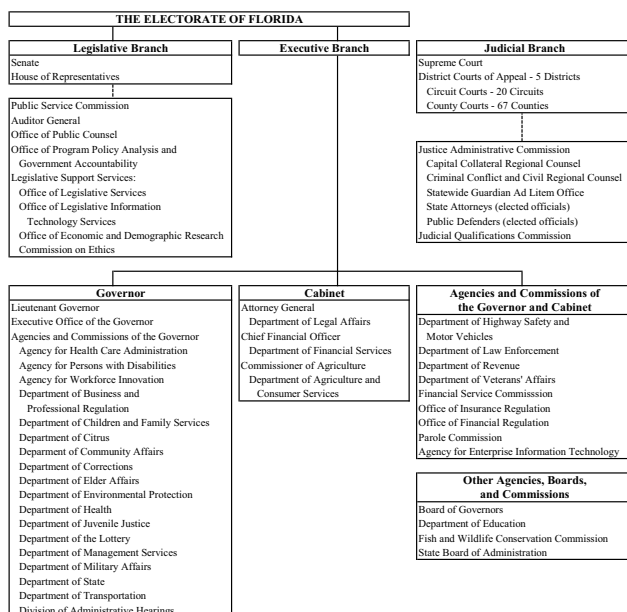 THE ELECTORATE OF FLORIDA
Legislative Branch
Senate
House of Representatives
Public Service Commission
Auditor General
Office of Public Counsel
Office of Program Policy Analysis and
Government Accountability
Legislative Support Services:
Office of Legislative Services
Office of Legislative Information
Technology Services
Office of Economic and Demographic Research
Commission on Ethics
Executive Branch
Judicial Branch
Supreme Court
District Courts of Appeal - 5 Districts
Circuit Courts - 20 Circuits
County Courts - 67 Counties
Justice Administrative Commission
Capital Collateral Regional Counsel
Criminal Conflict and Civil Regional Counsel
Statewide Guardian Ad Litem Office
State Attorneys (elected officials)
Public Defenders (elected officials)
Judicial Qualifications Commission
Governor
Lieutenant Governor
Executive Office of the Governor
Agencies and Commissions of the Governor
Agency for Health Care Administration
Agency for Persons with Disabilities
Agency for Workforce Innovation
Department of Business and
Professional Regulation
Department of Children and Family Services
Department of Citrus
Deparment of Community Affairs
Department of Corrections
Department of Elder Affairs
Department of Environmental Protection
Department of Health
Department of Juvenile Justice
Department of the Lottery
Department of Management Services
Department of Military Affairs
Department of State
Department of Transportation
Division of Administrative Hearings
Cabinet
Attorney General
Department of Legal Affairs
Chief Financial Officer
Department of Financial Services
Commissioner of Agriculture
Department of Agriculture and
Consumer Services
Agencies and Commissions of
the Governor and Cabinet
Department of Highway Safety and
Motor Vehicles
Department of Law Enforcement
Department of Revenue
Department of Veterans' Affairs
Financial Service Commisssion
Office of Insurance Regulation
Office of Financial Regulation
Parole Commission
Agency for Enterprise Information Technology
Other Agencies, Boards,
and Commissions
Board of Governors
Department of Education
Fish and Wildlife Conservation Commission
State Board of Administration